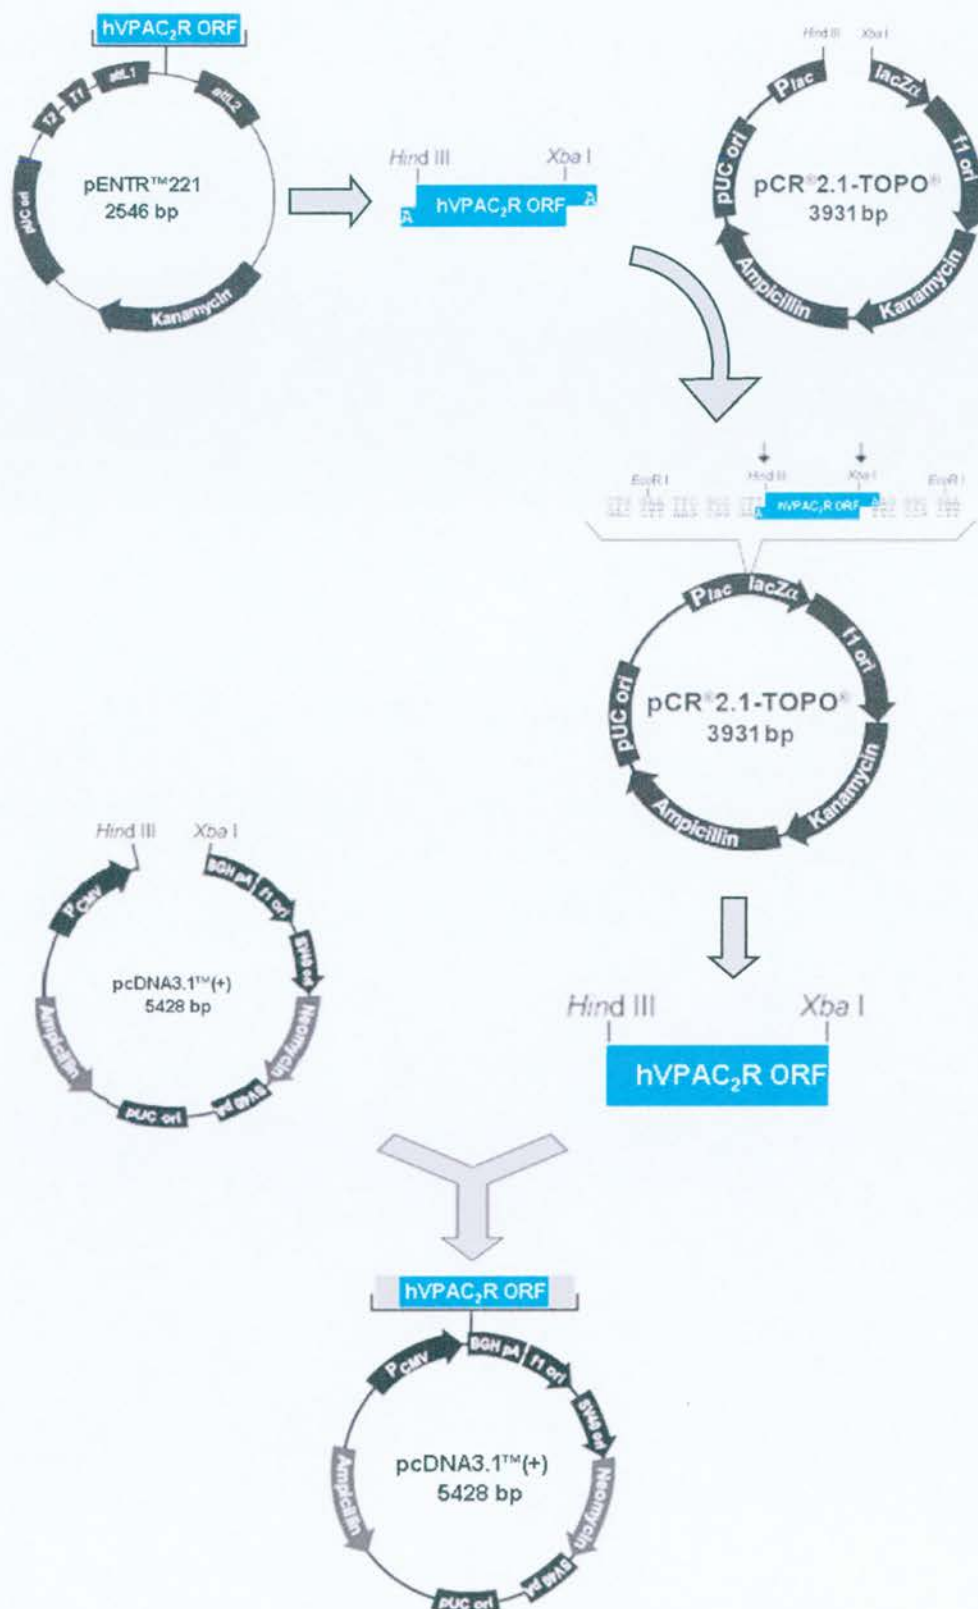 hVPAC₂R ORF
attL1
attL2
T1
T2
pUC ori
Kanamycin
pENTR™221
2546 bp
Hind III
Xba I
A
hVPAC₂R ORF
A
Hind III
Xba I
Plac
lacZα
f1 ori
Kanamycin
Ampicillin
pUC ori
pCR®2.1-TOPO®
3931 bp
EcoR I
Hind III
Xba I
EcoR I
A
hVPAC₂R ORF
Plac
lacZα
f1 ori
Kanamycin
Ampicillin
pUC ori
pCR®2.1-TOPO®
3931 bp
Hind III
Xba I
PCMV
BGH pA
f1 ori
SV40 ori
Neomycin
SV40 pA
pUC ori
Ampicillin
pcDNA3.1™(+)
5428 bp
Hind III
Xba I
hVPAC₂R ORF
hVPAC₂R ORF
PCMV
BGH pA
f1 ori
SV40 ori
Neomycin
SV40 pA
pUC ori
Ampicillin
pcDNA3.1™(+)
5428 bp